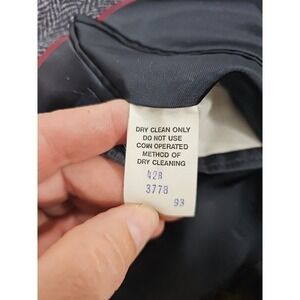 DRY CLEAN ONLY
DO NOT USE
COIN OPERATED
METHOD OF
DRY CLEANING
42R
3778
93